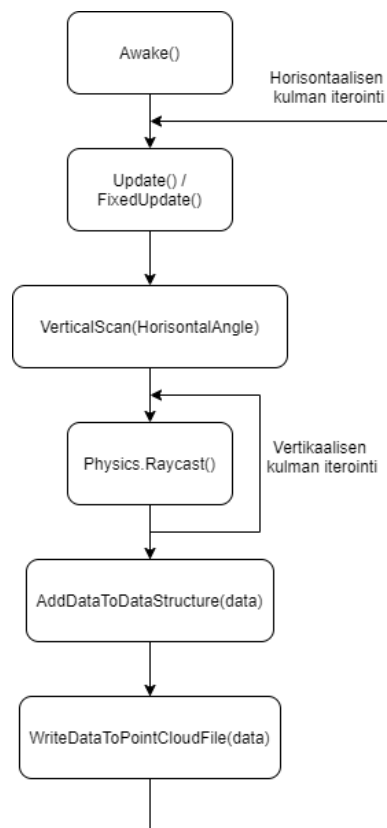 Awake()
Horisontaalisen
kulman iterointi
Update() /
FixedUpdate()
VerticalScan(HorisontalAngle)
Physics.Raycast()
Vertikaalisen
kulman iterointi
AddDataToDataStructure(data)
WriteDataToPointCloudFile(data)